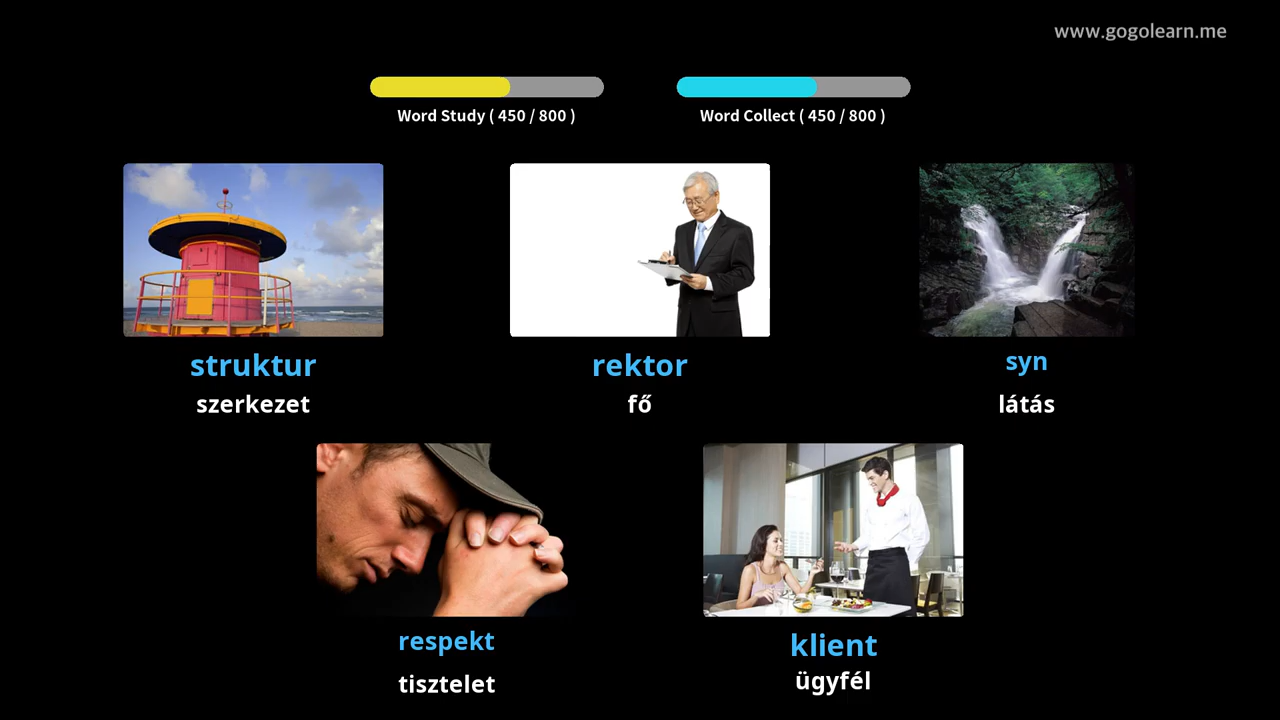 www.gogolearn.me
Word Study ( 450 / 800 )
Word Collect ( 450 / 800 )
struktur
szerkezet
rektor
fő
syn
látás
respekt
tisztelet
klient
ügyfél